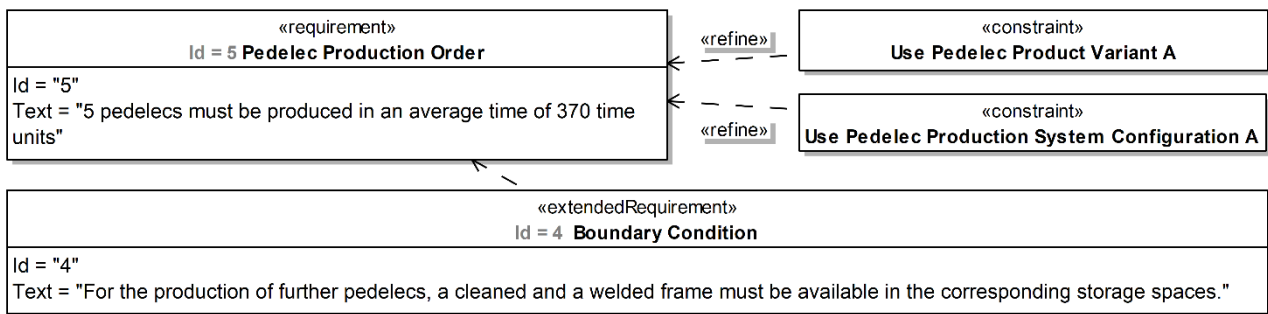 «requirement»
Id = 5 Pedelec Production Order
Id = "5"
Text = "5 pedelecs must be produced in an average time of 370 time
units"
«refine»
«refine»
«constraint»
Use Pedelec Product Variant A
«constraint»
Use Pedelec Production System Configuration A
«extendedRequirement»
Id = 4 Boundary Condition
Id = "4"
Text = "For the production of further pedelecs, a cleaned and a welded frame must be available in the corresponding storage spaces."